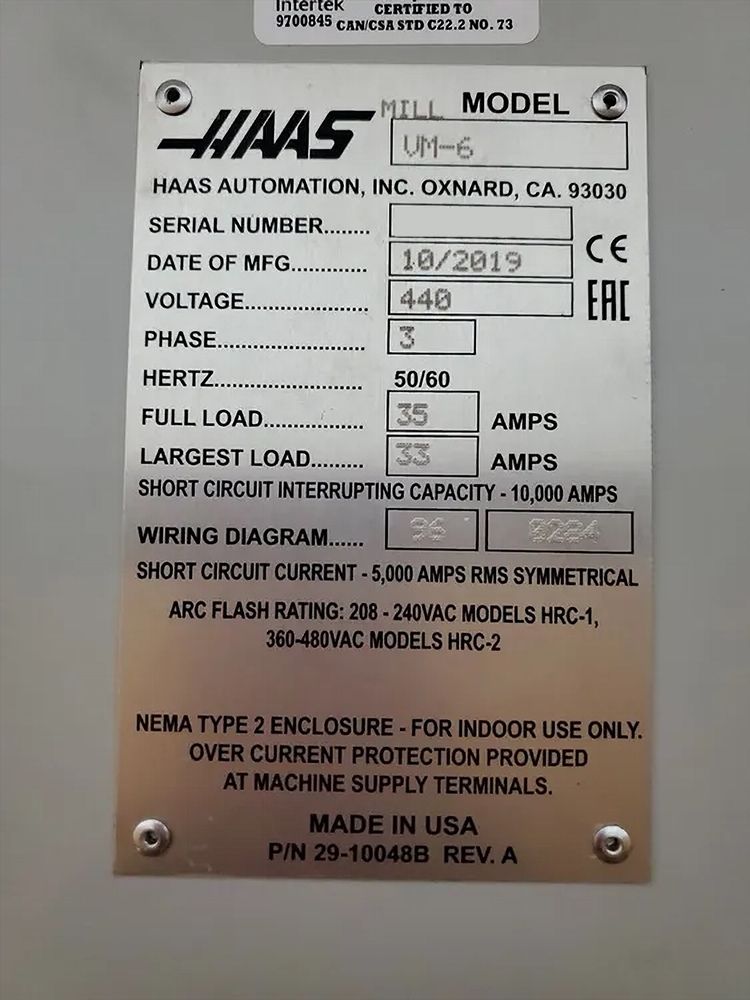 Intertek
9700845
CERTIFIED TO
CAN/CSA STD C22.2 NO. 73
HAAS
MILL MODEL
VM-6
HAAS AUTOMATION, INC. OXNARD, CA. 93030
SERIAL NUMBER........
DATE OF MFG............. 10/2019
CE
VOLTAGE..................... 440
EAC
PHASE......................... 3
HERTZ......................... 50/60
FULL LOAD................. 35 AMPS
LARGEST LOAD......... 33 AMPS
SHORT CIRCUIT INTERRUPTING CAPACITY - 10,000 AMPS
WIRING DIAGRAM...... 96
SHORT CIRCUIT CURRENT - 5,000 AMPS RMS SYMMETRICAL
ARC FLASH RATING: 208 - 240VAC MODELS HRC-1,
360-480VAC MODELS HRC-2
NEMA TYPE 2 ENCLOSURE - FOR INDOOR USE ONLY.
OVER CURRENT PROTECTION PROVIDED
AT MACHINE SUPPLY TERMINALS.
MADE IN USA
P/N 29-10048B REV. A